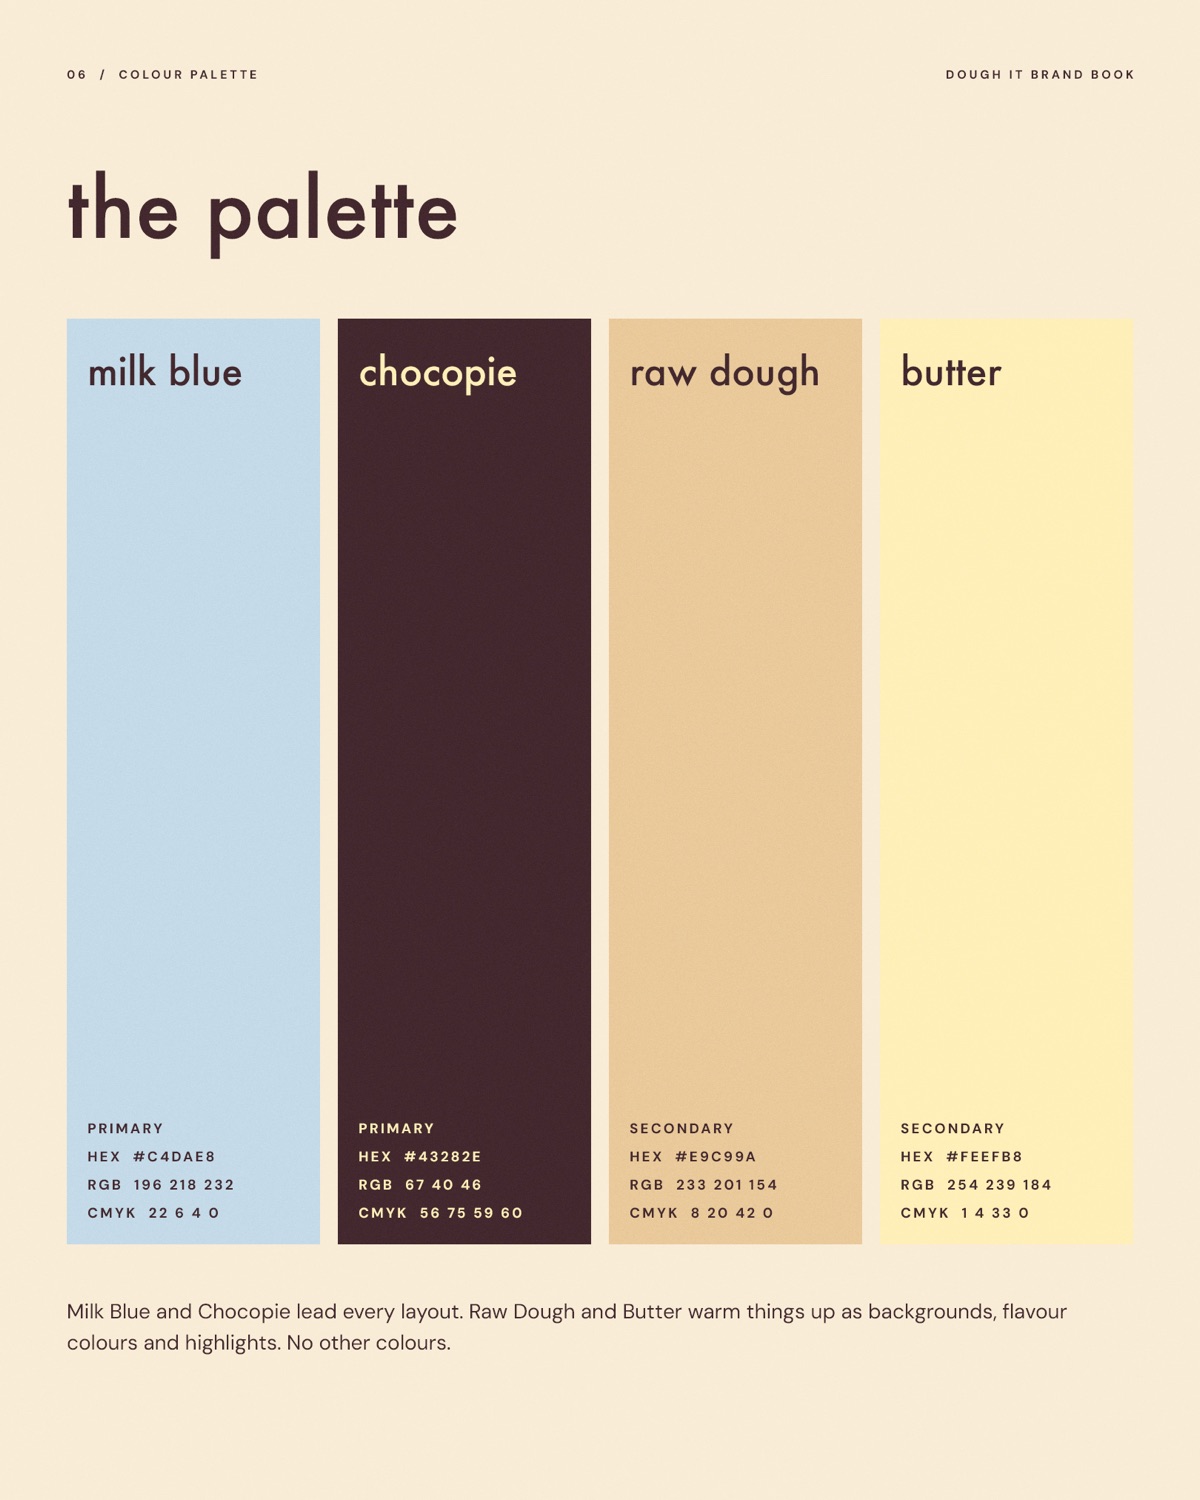 06 / COLOUR PALETTE
DOUGH IT BRAND BOOK
the palette
milk blue
PRIMARY
HEX #C4DAE8
RGB 196 218 232
CMYK 22 6 4 0
chocopie
PRIMARY
HEX #43282E
RGB 67 40 46
CMYK 56 75 59 60
raw dough
SECONDARY
HEX #E9C99A
RGB 233 201 154
CMYK 8 20 42 0
butter
SECONDARY
HEX #FEEFB8
RGB 254 239 184
CMYK 1 4 33 0
Milk Blue and Chocopie lead every layout. Raw Dough and Butter warm things up as backgrounds, flavour
colours and highlights. No other colours.